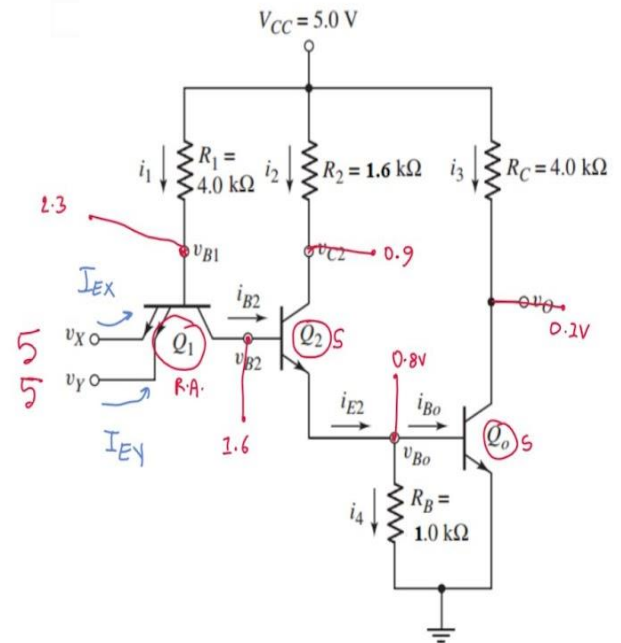 V_CC = 5.0 V
i_1
R_1 = 4.0 kΩ
i_2
R_2 = 1.6 kΩ
i_3
R_C = 4.0 kΩ
2.3
v_B1
v_C2
0.9
I_EX
i_B2
v_O
0.2V
5
v_X
Q_1
Q_2
S
v_B2
0.8V
5
v_Y
R.A.
i_E2
i_Bo
Q_o
S
I_EY
1.6
v_Bo
i_4
R_B = 1.0 kΩ